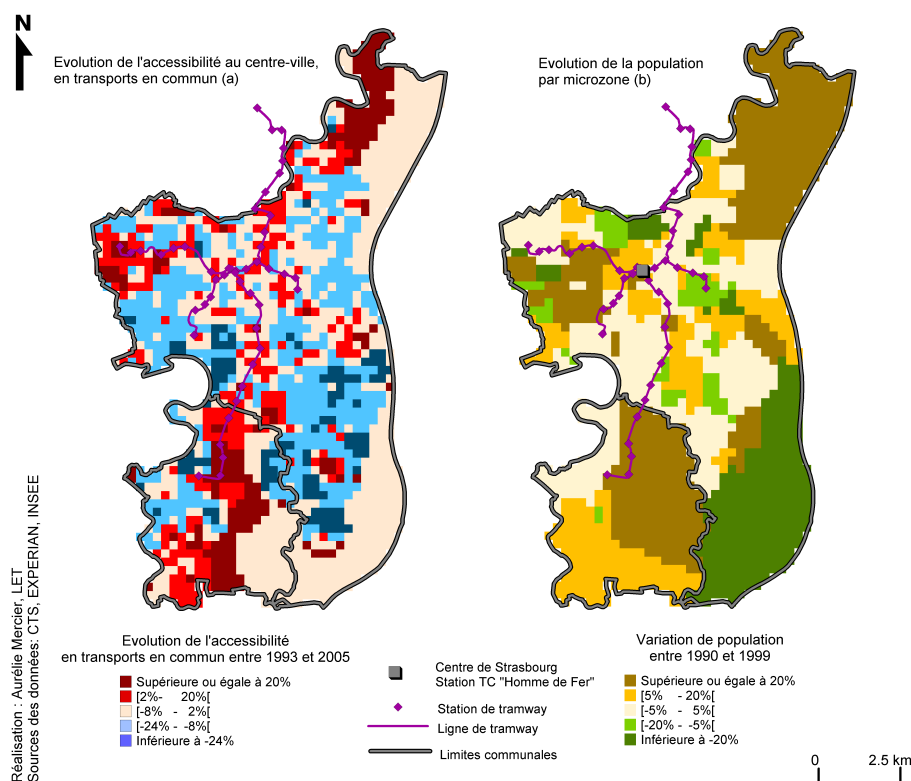 N
Evolution de l'accessibilité au centre-ville,
en transports en commun (a)
Evolution de la population
par microzone (b)
Réalisation : Aurélie Mercier, LET
Sources des données: CTS, EXPERIAN, INSEE
Evolution de l'accessibilité
en transports en commun entre 1993 et 2005
Supérieure ou égale à 20%
[2%- 20%[
[-8% - 2%[
[-24% - -8%[
Inférieure à -24%
Centre de Strasbourg
Station TC "Homme de Fer"
Station de tramway
Ligne de tramway
Limites communales
Variation de population
entre 1990 et 1999
Supérieure ou égale à 20%
[5% - 20%[
[-5% - 5%[
[-20% - -5%[
Inférieure à -20%
0 2.5 km